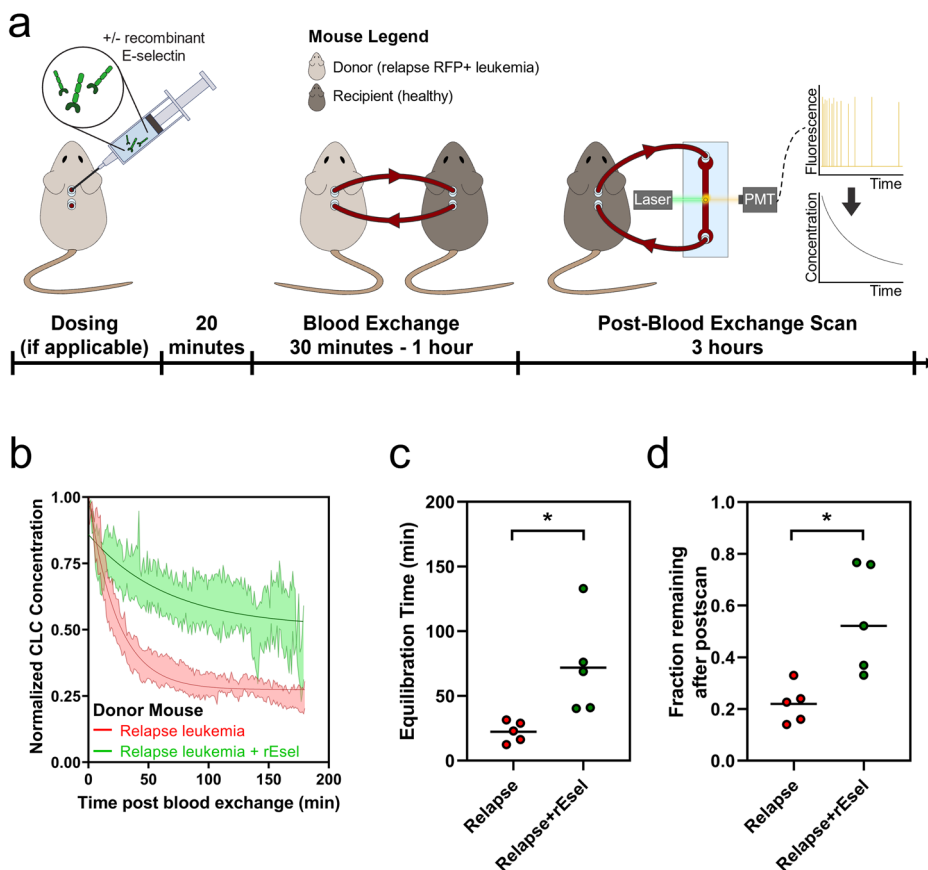 a
+/- recombinant
E-selectin
Mouse Legend
Donor (relapse RFP+ leukemia)
Recipient (healthy)
Laser
PMT
Fluorescence
Time
Concentration
Time
Dosing
(if applicable)
20
minutes
Blood Exchange
30 minutes - 1 hour
Post-Blood Exchange Scan
3 hours
b
Normalized CLC Concentration
1.00
0.75
0.50
0.25
0.00
Donor Mouse
Relapse leukemia
Relapse leukemia + rEsel
0
50
100
150
200
Time post blood exchange (min)
c
Equilibration Time (min)
200
150
100
50
0
*
Relapse
Relapse+rEsel
d
Fraction remaining
after postscan
1.0
0.8
0.6
0.4
0.2
0.0
*
Relapse
Relapse+rEsel